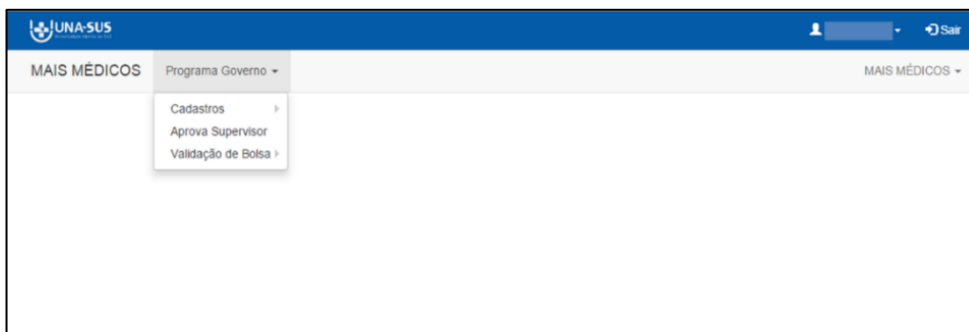 UNA-SUS
Sair
MAIS MÉDICOS Programa Governo MAIS MÉDICOS
Cadastros
Aprova Supervisor
Validação de Bolsa